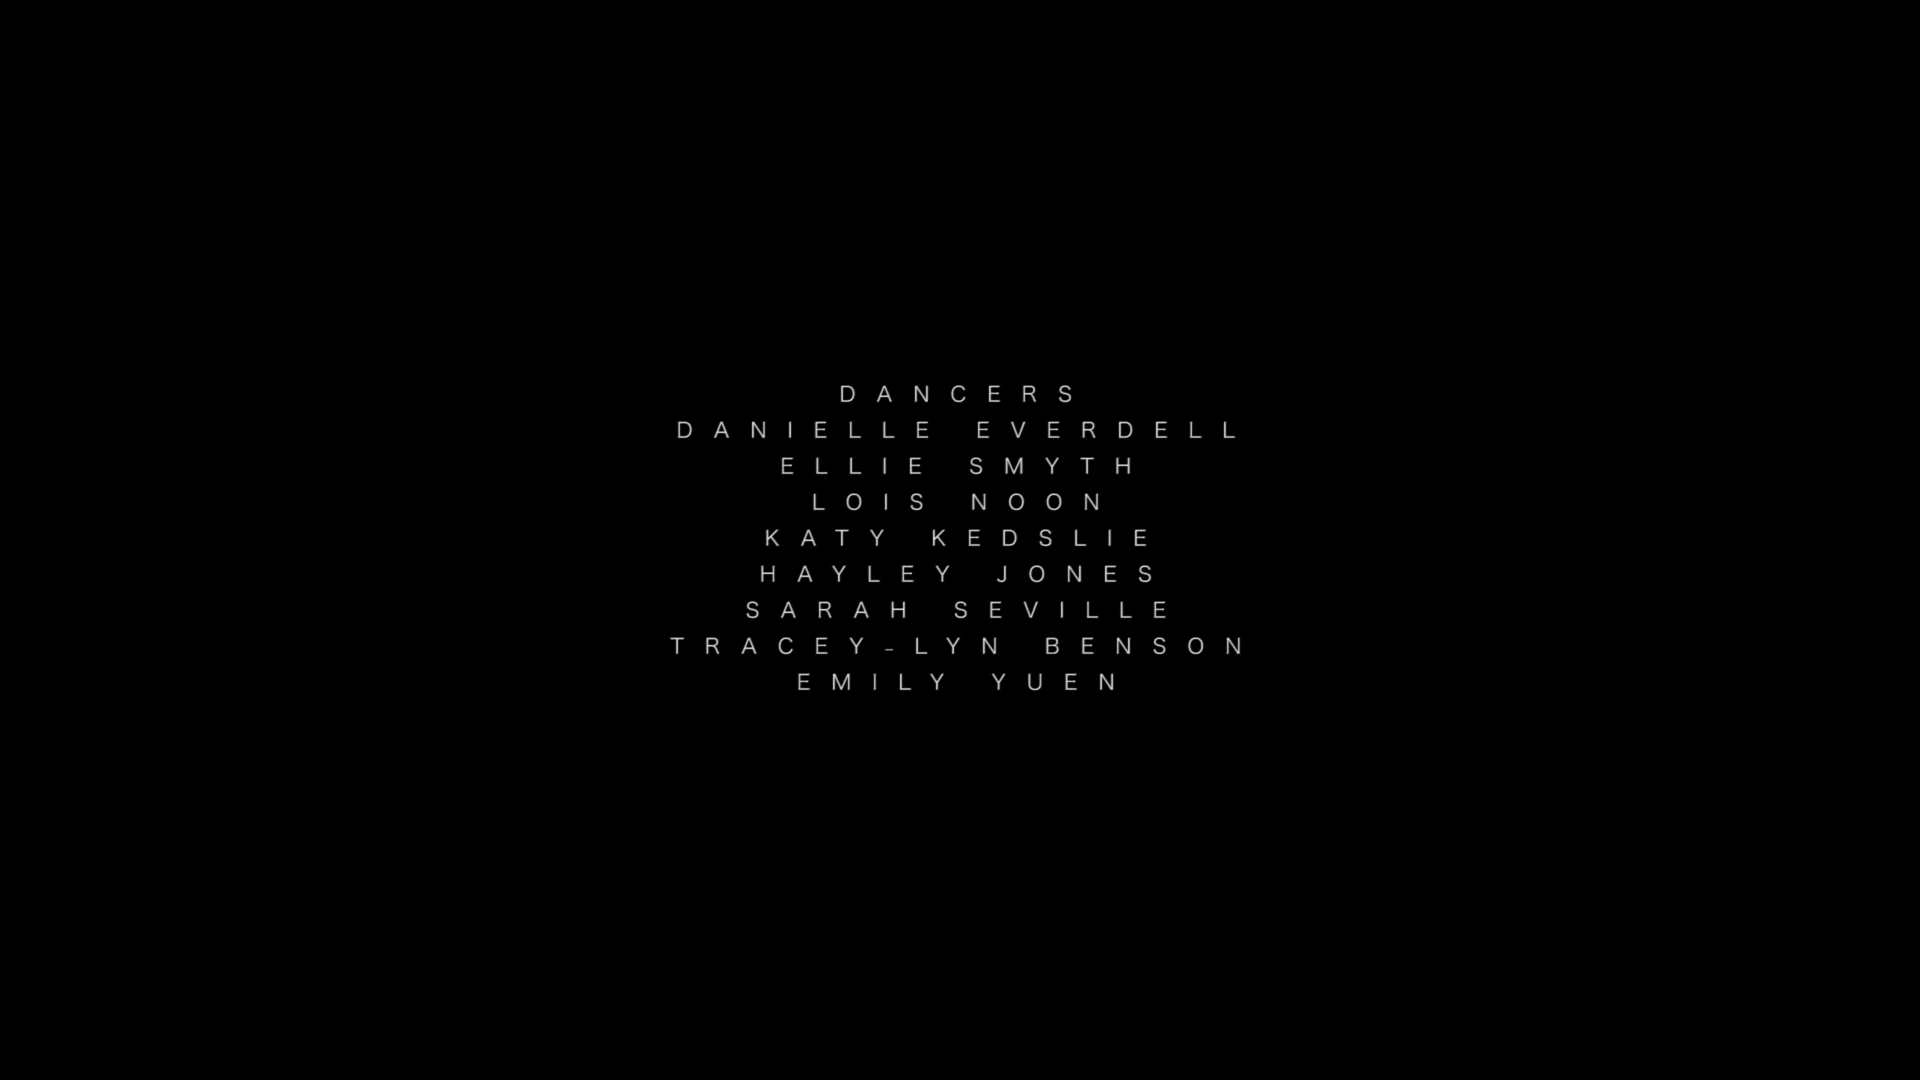 DANCERS
DANIELLE EVERDELL
ELLIE SMYTH
LOIS NOON
KATY KEDSLIE
HAYLEY JONES
SARAH SEVILLE
TRACEY-LYN BENSON
EMILY YUEN